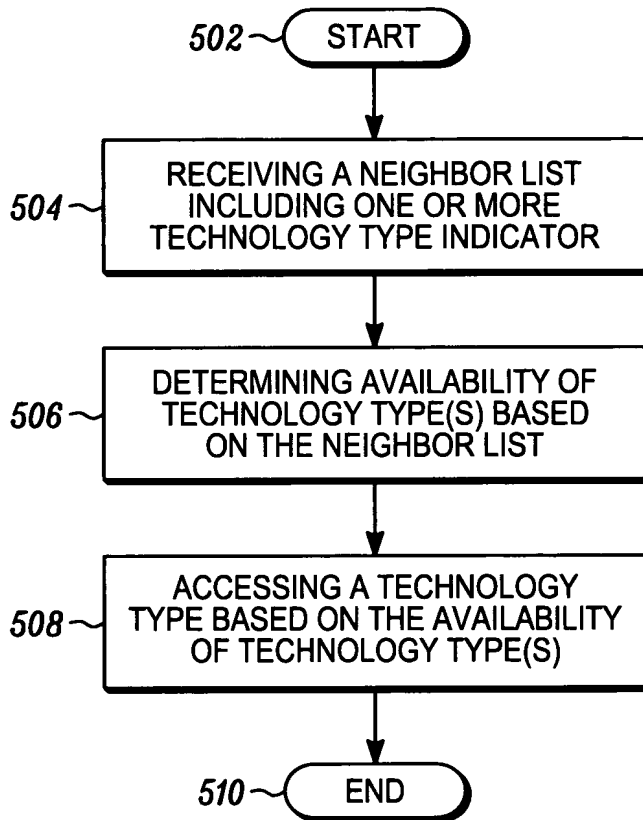 502 START
504 RECEIVING A NEIGHBOR LIST
INCLUDING ONE OR MORE
TECHNOLOGY TYPE INDICATOR
506 DETERMINING AVAILABILITY OF
TECHNOLOGY TYPE(S) BASED
ON THE NEIGHBOR LIST
508 ACCESSING A TECHNOLOGY
TYPE BASED ON THE AVAILABILITY
OF TECHNOLOGY TYPE(S)
510 END